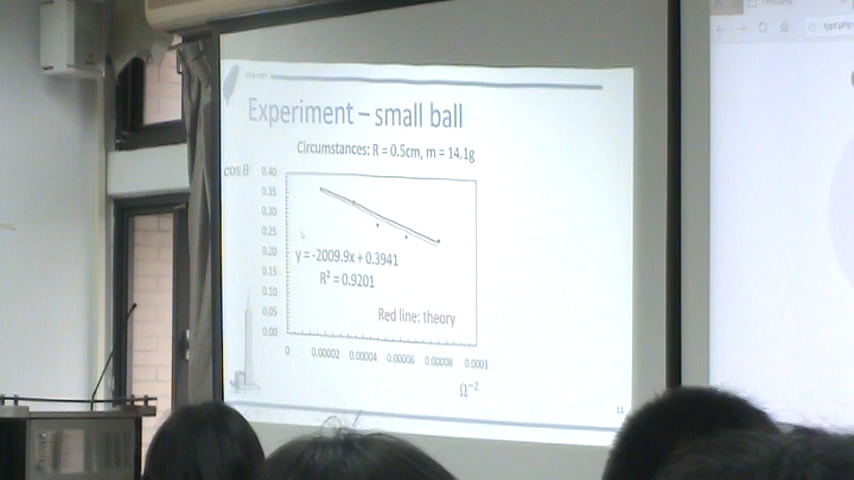 Experiment – small ball
Circumstances: R = 0.5cm, m = 14.1g
cos θ
0.40
0.35
0.30
0.25
0.20
0.15
0.10
0.05
0.00
y = -2009.9x + 0.3941
R² = 0.9201
Red line: theory
0 0.00002 0.00004 0.00006 0.00008 0.0001
Ω⁻²
11